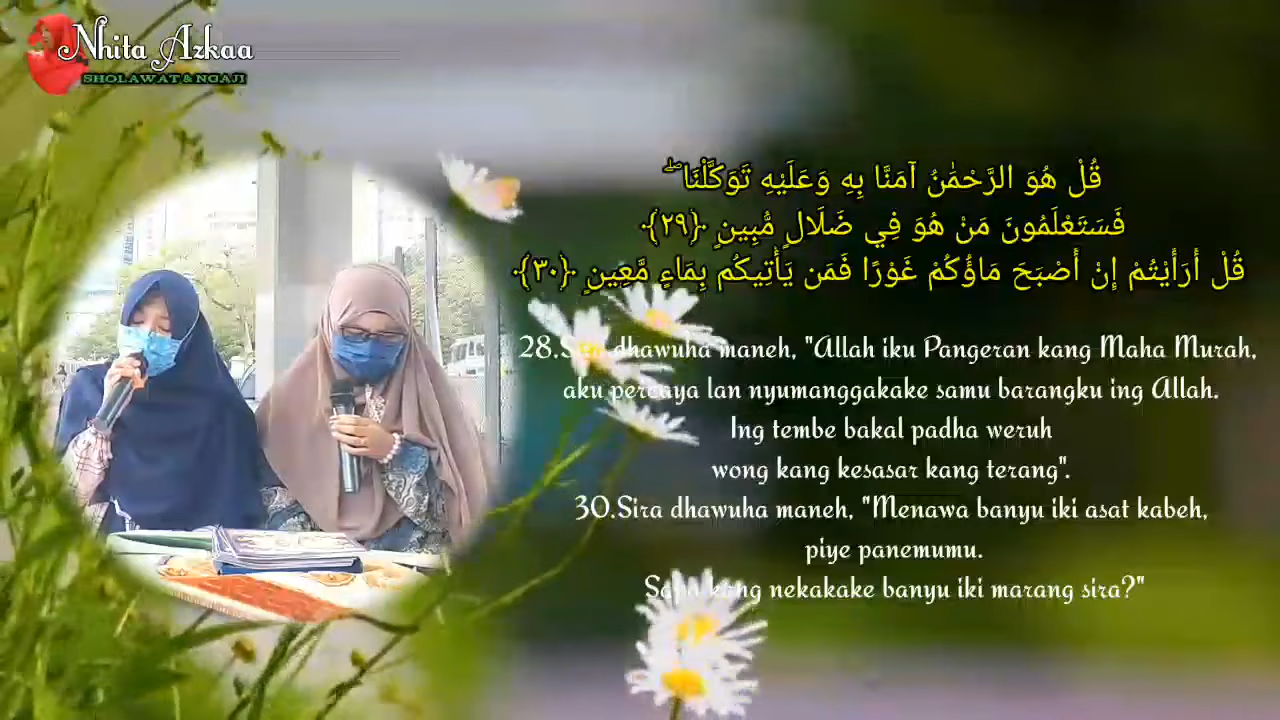 Nhita Azkaa
SHOLAWAT & NGAJI
قُلْ هُوَ الرَّحْمَٰنُ آمَنَّا بِهِ وَعَلَيْهِ تَوَكَّلْنَا ۖ
فَسَتَعْلَمُونَ مَنْ هُوَ فِي ضَلَالٍ مُّبِينٍ ﴿٢٩﴾
قُلْ أَرَأَيْتُمْ إِنْ أَصْبَحَ مَاؤُكُمْ غَوْرًا فَمَن يَأْتِيكُم بِمَاءٍ مَّعِينٍ ﴿٣٠﴾
28.Sira dhawuha maneh, "Allah iku Pangeran kang Maha Murah,
aku percaya lan nyumanggakake samu barangku ing Allah.
Ing tembe bakal padha weruh
wong kang kesasar kang terang".
30.Sira dhawuha maneh, "Menawa banyu iki asat kabeh,
piye panemumu.
Sapa kang nekakake banyu iki marang sira?"